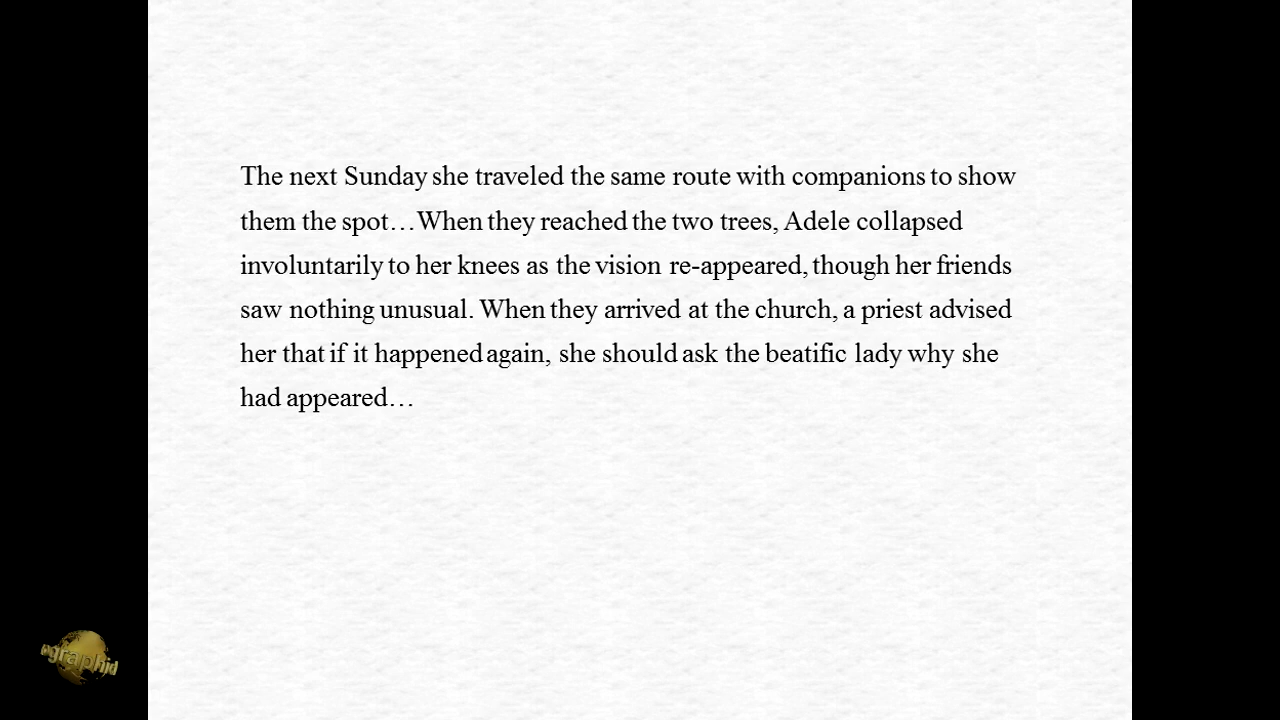 The next Sunday she traveled the same route with companions to show
them the spot…When they reached the two trees, Adele collapsed
involuntarily to her knees as the vision re-appeared, though her friends
saw nothing unusual. When they arrived at the church, a priest advised
her that if it happened again, she should ask the beatific lady why she
had appeared…